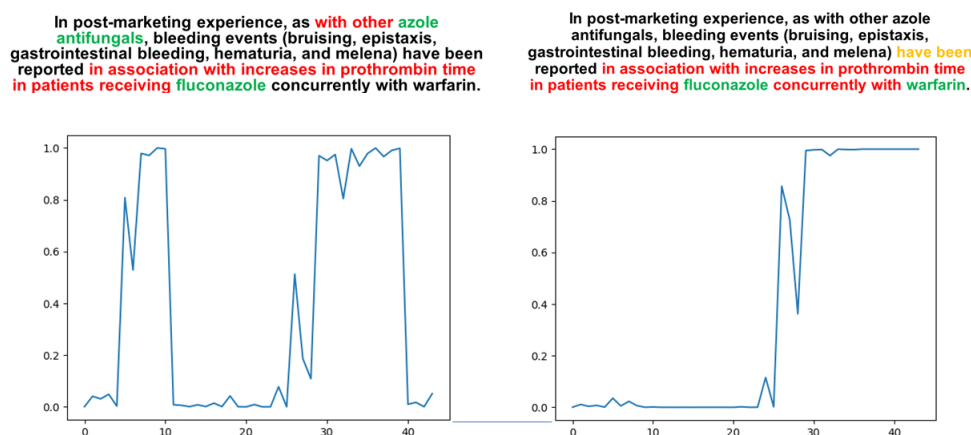 In post-marketing experience, as with other azole
antifungals, bleeding events (bruising, epistaxis,
gastrointestinal bleeding, hematuria, and melena) have been
reported in association with increases in prothrombin time
in patients receiving fluconazole concurrently with warfarin.
1.0
0.8
0.6
0.4
0.2
0.0
0
10
20
30
40
In post-marketing experience, as with other azole
antifungals, bleeding events (bruising, epistaxis,
gastrointestinal bleeding, hematuria, and melena) have been
reported in association with increases in prothrombin time
in patients receiving fluconazole concurrently with warfarin.
1.0
0.8
0.6
0.4
0.2
0.0
0
10
20
30
40